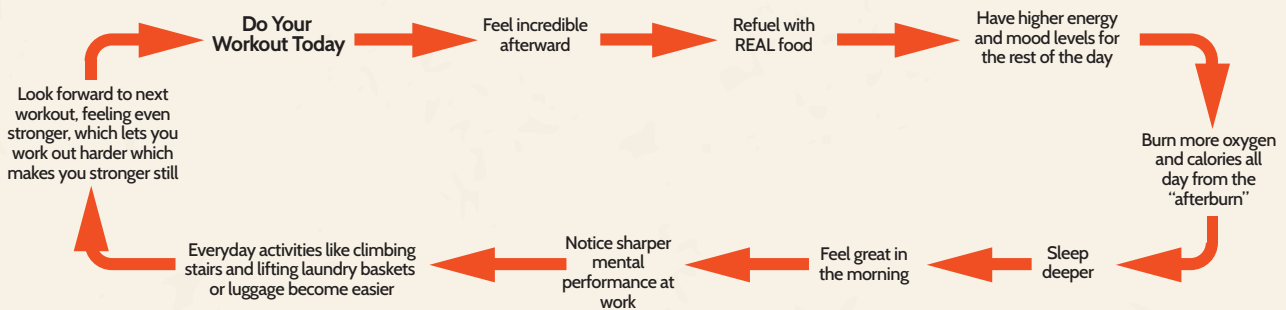 Do Your
Workout Today
Feel incredible
afterward
Refuel with
REAL food
Have higher energy
and mood levels for
the rest of the day
Burn more oxygen
and calories all
day from the
“afterburn”
Sleep
deeper
Feel great in
the morning
Notice sharper
mental
performance at
work
Everyday activities like climbing
stairs and lifting laundry baskets
or luggage become easier
Look forward to next
workout, feeling even
stronger, which lets you
work out harder which
makes you stronger still